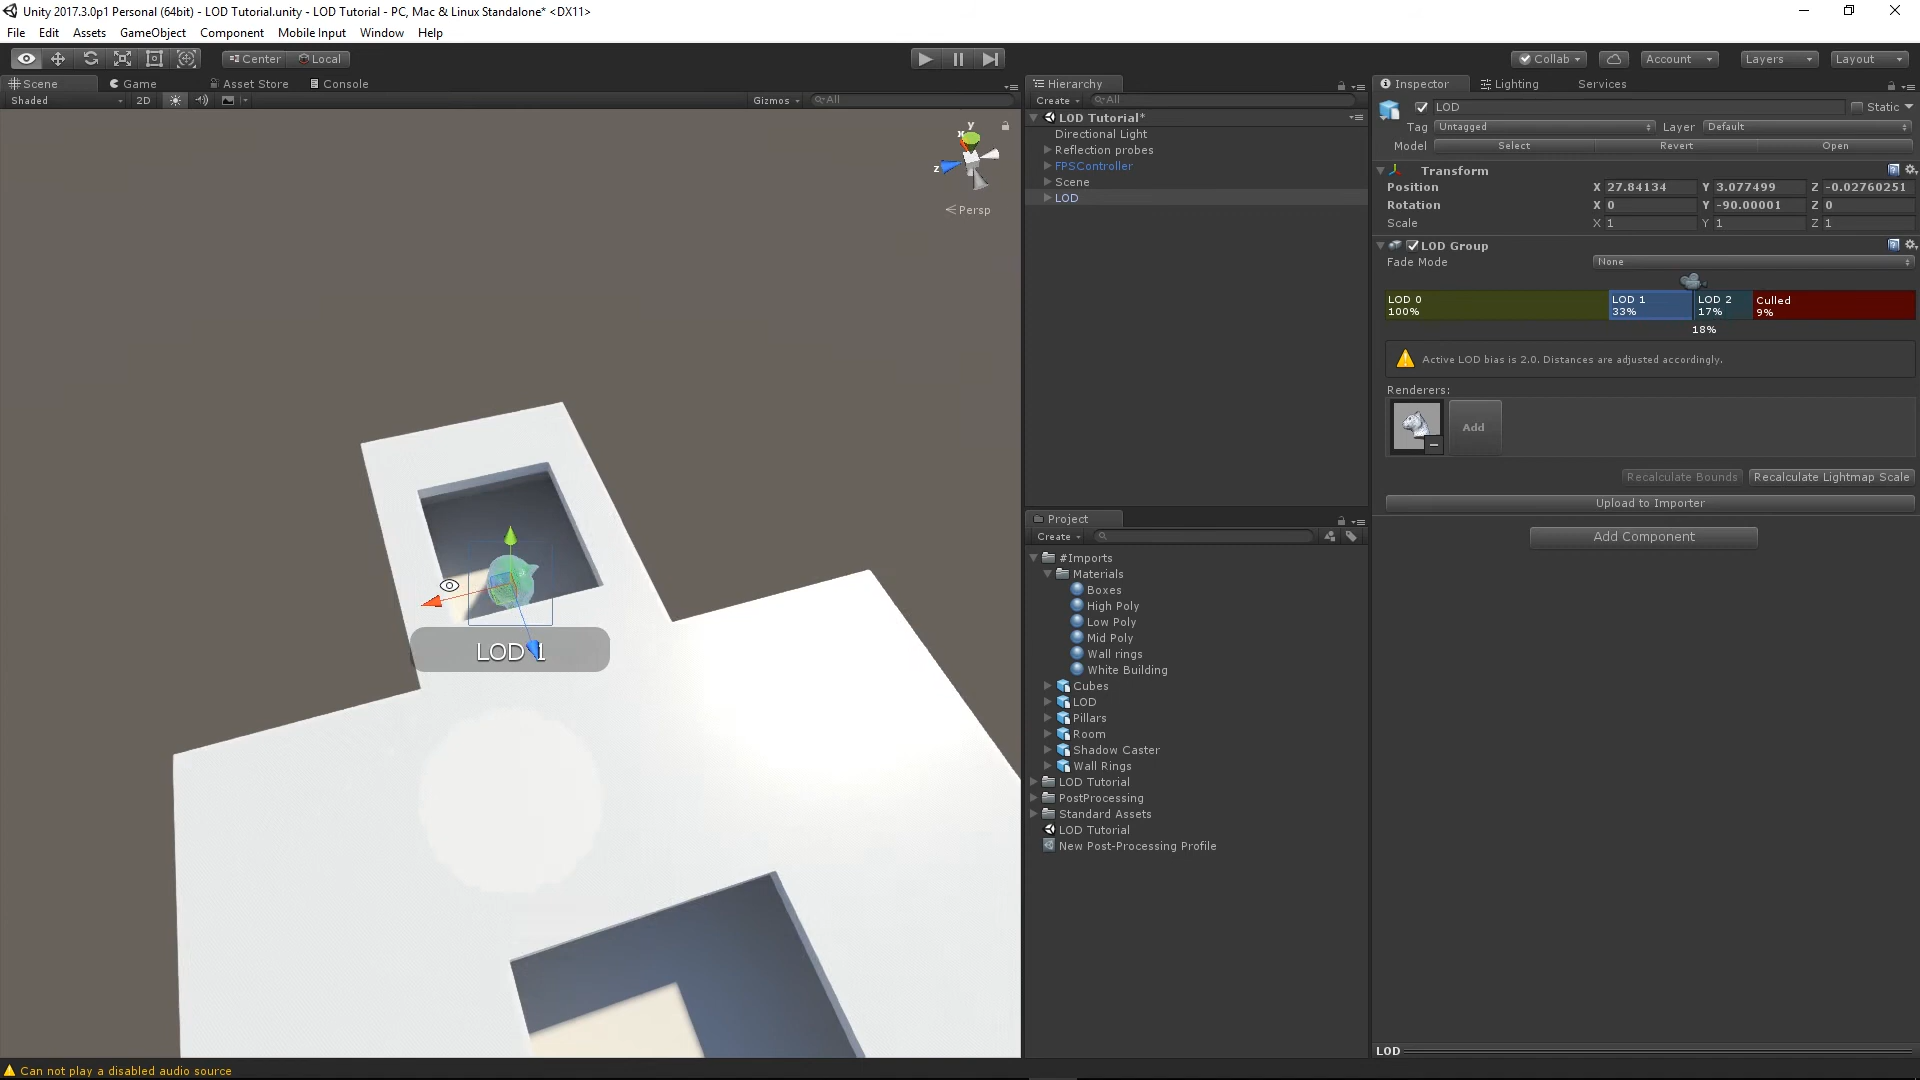 Unity 2017.3.0p1 Personal (64bit) - LOD Tutorial.unity - LOD Tutorial - PC, Mac & Linux Standalone* <DX11>
File Edit Assets GameObject Component Mobile Input Window Help
Center Local
Collab Account Layers Layout
Scene Game Asset Store Console
Shaded 2D Gizmos All
y
x
z
Persp
LOD 1
Hierarchy
Create All
LOD Tutorial*
Directional Light
Reflection probes
FPSController
Scene
LOD
Project
Create
#Imports
Materials
Boxes
High Poly
Low Poly
Mid Poly
Wall rings
White Building
Cubes
LOD
Pillars
Room
Shadow Caster
Wall Rings
LOD Tutorial
PostProcessing
Standard Assets
LOD Tutorial
New Post-Processing Profile
Inspector Lighting Services
LOD Static
Tag Untagged Layer Default
Model Select Revert Open
Transform
Position X 27.84134 Y 3.077499 Z -0.02760251
Rotation X 0 Y -90.00001 Z 0
Scale X 1 Y 1 Z 1
LOD Group
Fade Mode None
LOD 0 LOD 1 LOD 2 Culled
100% 33% 17% 9%
18%
Active LOD bias is 2.0. Distances are adjusted accordingly.
Renderers:
Add
Recalculate Bounds Recalculate Lightmap Scale
Upload to Importer
Add Component
LOD
Can not play a disabled audio source